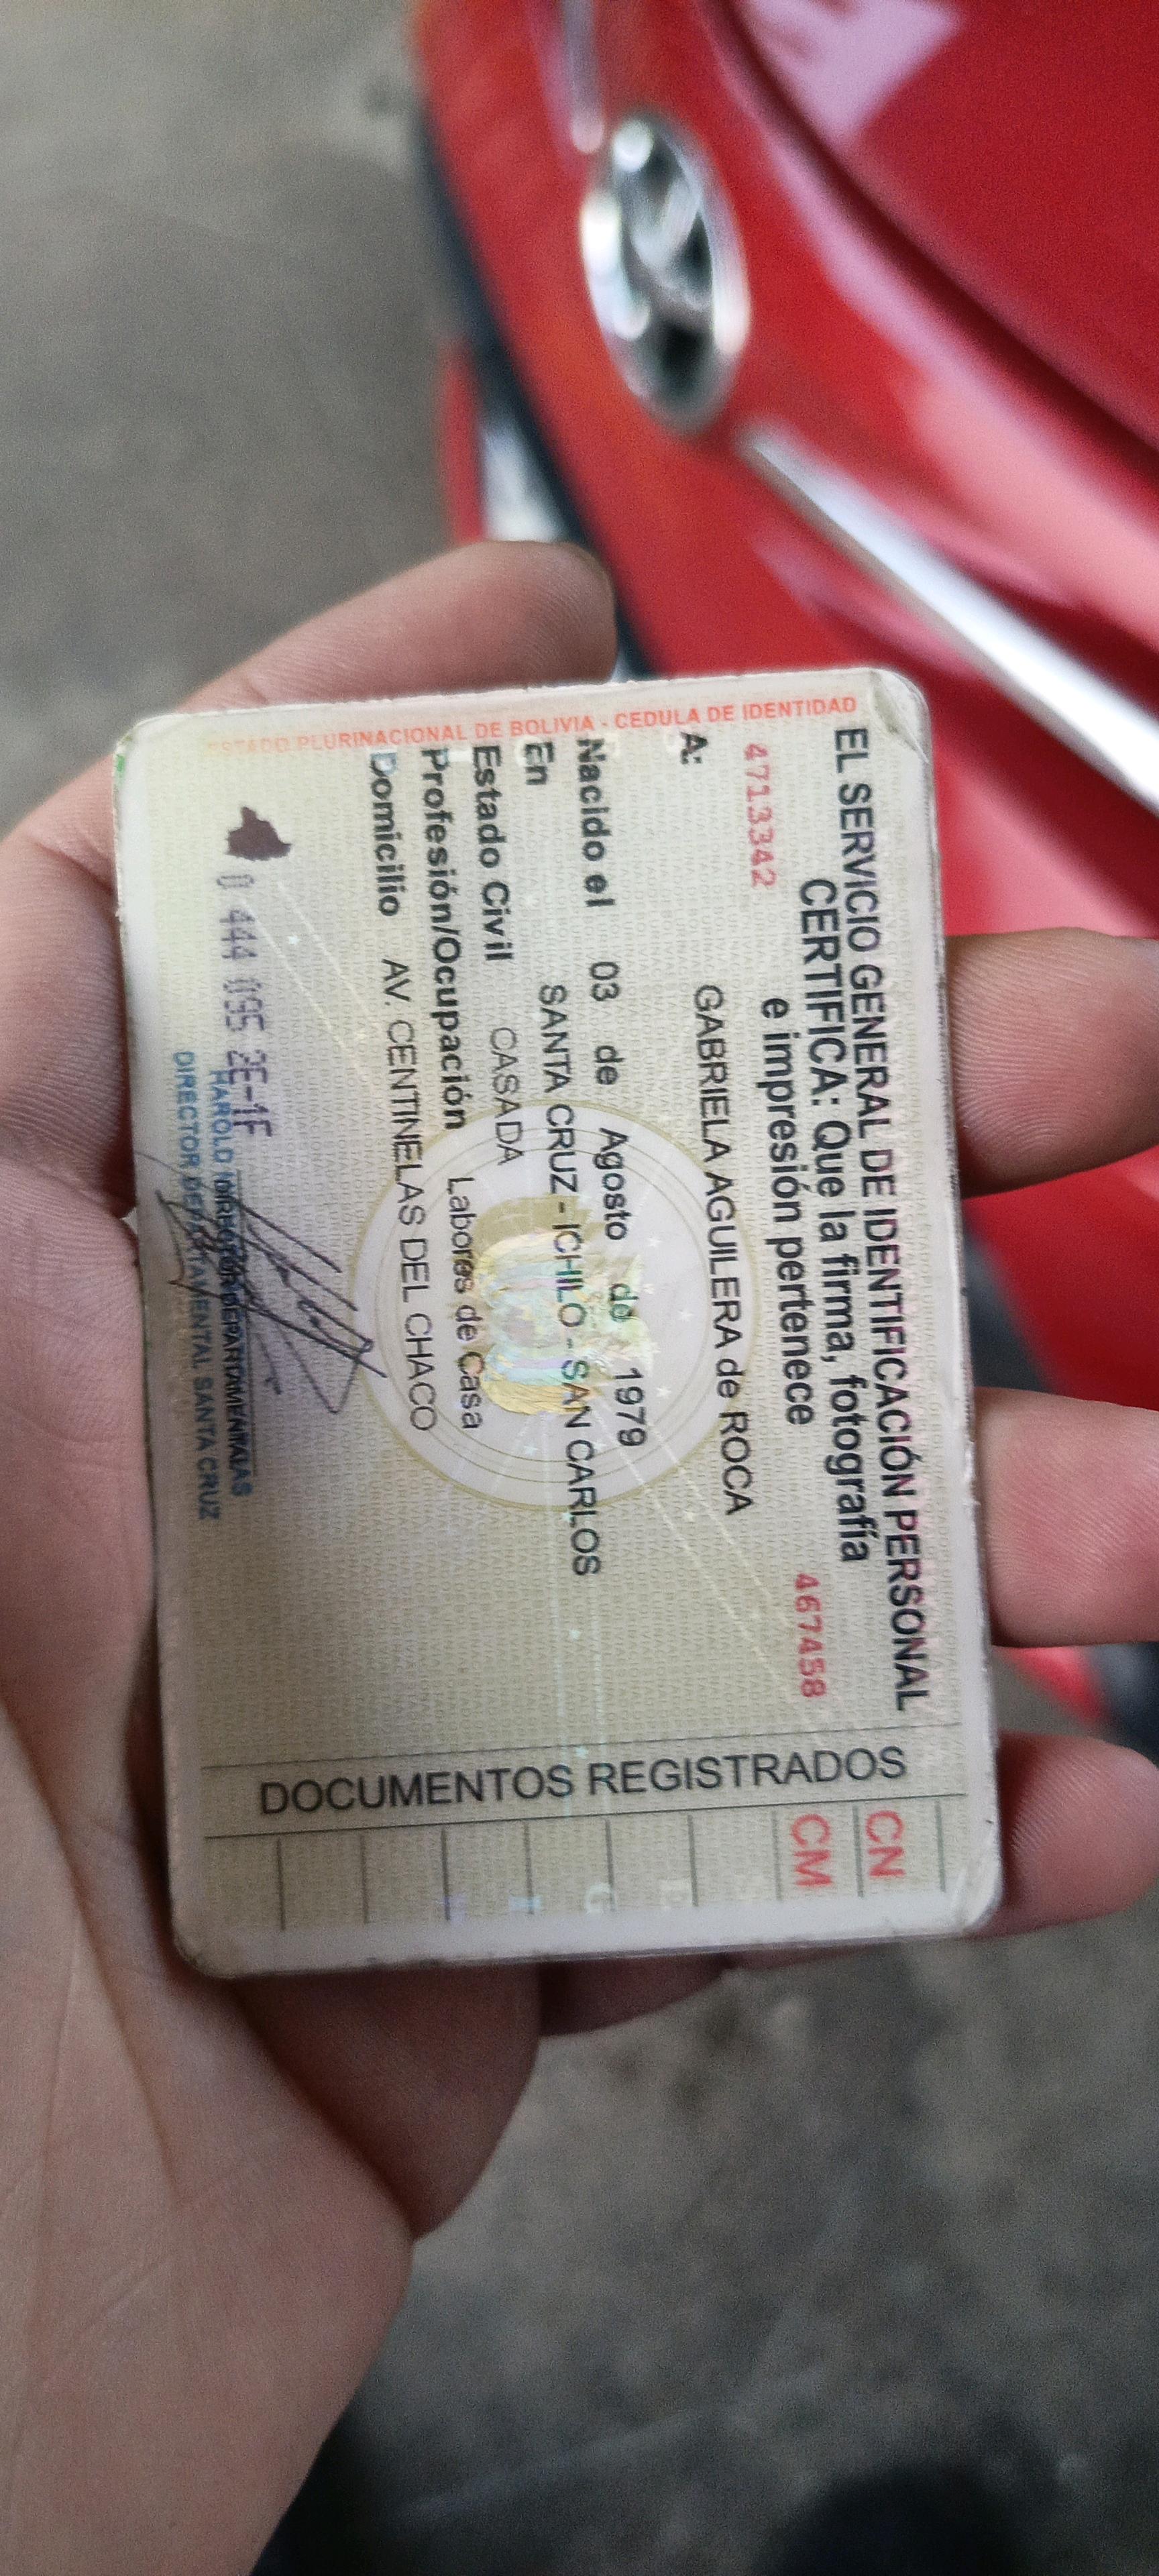 ESTADO PLURINACIONAL DE BOLIVIA - CEDULA DE IDENTIDAD
EL SERVICIO GENERAL DE IDENTIFICACIÓN PERSONAL
CERTIFICA: Que la firma, fotografía
e impresión pertenece
4713342
467458
A: GABRIELA AGUILERA de ROCA
Nacido el 03 de Agosto de 1979
En SANTA CRUZ - ICHILO - SAN CARLOS
Estado Civil CASADA
Profesión/Ocupación Labores de Casa
Domicilio AV. CENTINELAS DEL CHACO
0 444 095 2E-1F
HAROLD
DIRECTOR DEPARTAMENTAL SANTA CRUZ
DOCUMENTOS REGISTRADOS
CN
CM